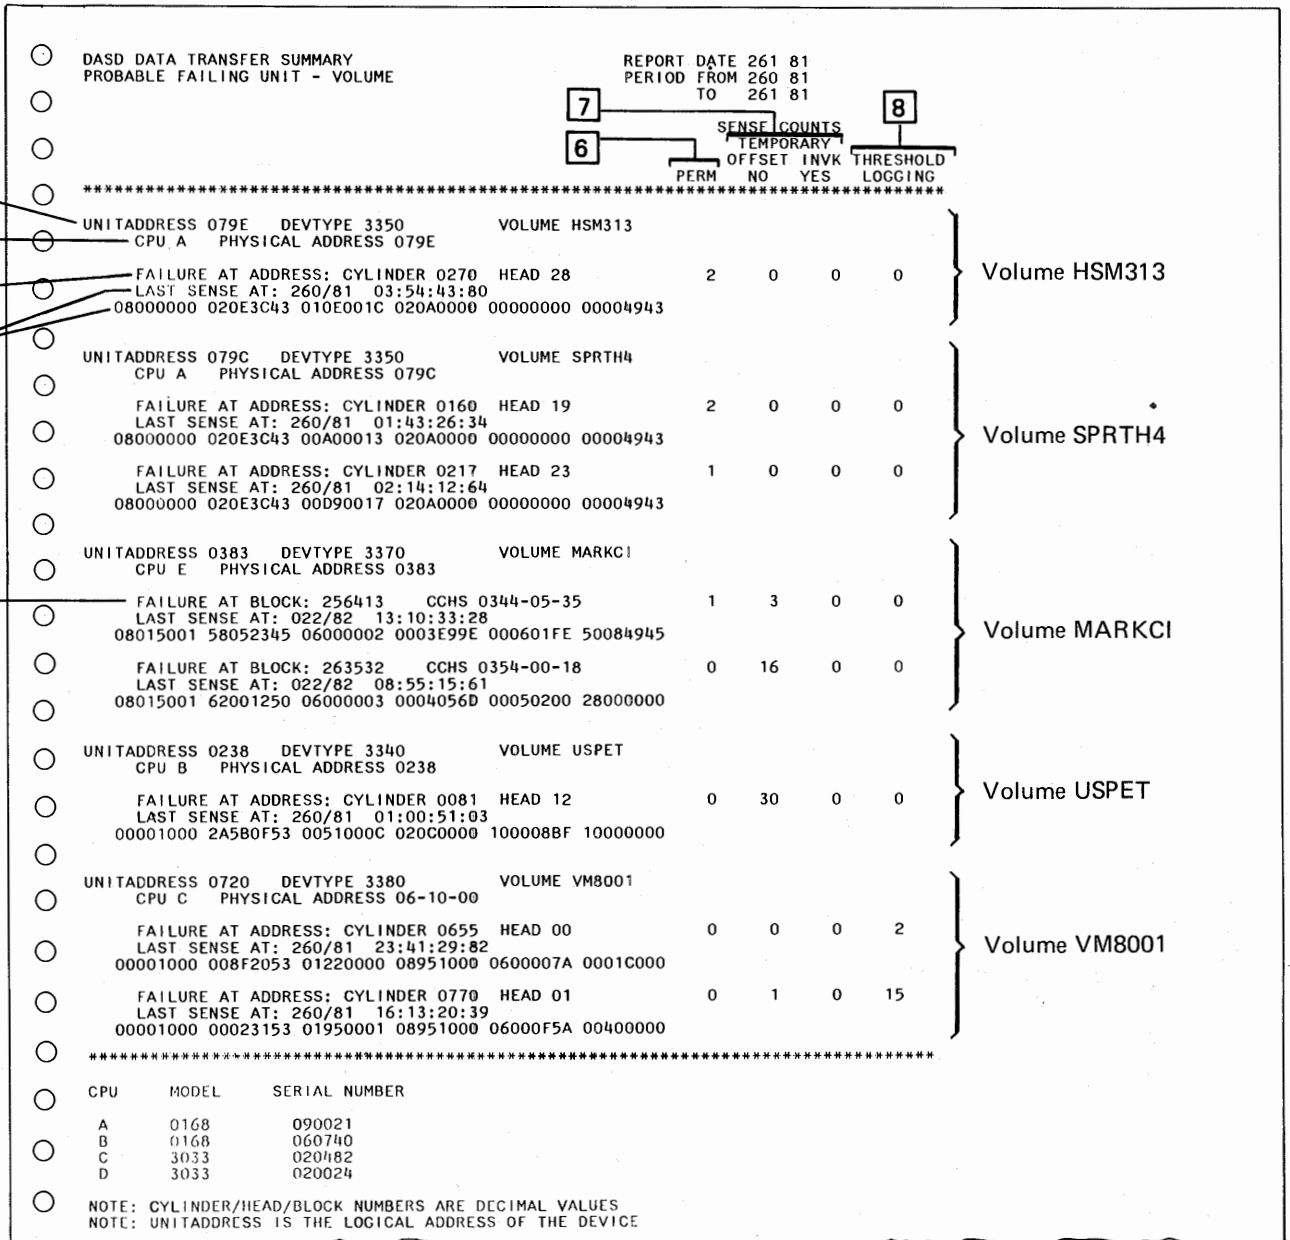 DASD DATA TRANSFER SUMMARY REPORT DATE 261 81
PROBABLE FAILING UNIT - VOLUME PERIOD FROM 260 81
TO 261 81
7 8
SENSE COUNTS
6 TEMPORARY
OFFSET INVK THRESHOLD
PERM NO YES LOGGING
************************************************************************************
UNITADDRESS 079E DEVTYPE 3350 VOLUME HSM313
CPU A PHYSICAL ADDRESS 079E
FAILURE AT ADDRESS: CYLINDER 0270 HEAD 28 2 0 0 0 Volume HSM313
LAST SENSE AT: 260/81 03:54:43:80
08000000 020E3C43 010E001C 020A0000 00000000 00004943
UNITADDRESS 079C DEVTYPE 3350 VOLUME SPRTH4
CPU A PHYSICAL ADDRESS 079C
FAILURE AT ADDRESS: CYLINDER 0160 HEAD 19 2 0 0 0
LAST SENSE AT: 260/81 01:43:26:34
08000000 020E3C43 00A00013 020A0000 00000000 00004943 Volume SPRTH4
FAILURE AT ADDRESS: CYLINDER 0217 HEAD 23 1 0 0 0
LAST SENSE AT: 260/81 02:14:12:64
08000000 020E3C43 00D90017 020A0000 00000000 00004943
UNITADDRESS 0383 DEVTYPE 3370 VOLUME MARKCI
CPU E PHYSICAL ADDRESS 0383
FAILURE AT BLOCK: 256413 CCHS 0344-05-35 1 3 0 0
LAST SENSE AT: 022/82 13:10:33:28
08015001 58052345 06000002 0003E99E 000601FE 50084945 Volume MARKCI
FAILURE AT BLOCK: 263532 CCHS 0354-00-18 0 16 0 0
LAST SENSE AT: 022/82 08:55:15:61
08015001 62001250 06000003 0004056D 00050200 28000000
UNITADDRESS 0238 DEVTYPE 3340 VOLUME USPET
CPU B PHYSICAL ADDRESS 0238
FAILURE AT ADDRESS: CYLINDER 0081 HEAD 12 0 30 0 0 Volume USPET
LAST SENSE AT: 260/81 01:00:51:03
00001000 2A5B0F53 0051000C 020C0000 100008BF 10000000
UNITADDRESS 0720 DEVTYPE 3380 VOLUME VM8001
CPU C PHYSICAL ADDRESS 06-10-00
FAILURE AT ADDRESS: CYLINDER 0655 HEAD 00 0 0 0 2
LAST SENSE AT: 260/81 23:41:29:82 Volume VM8001
00001000 008F2053 01220000 08951000 0600007A 0001C000
FAILURE AT ADDRESS: CYLINDER 0770 HEAD 01 0 1 0 15
LAST SENSE AT: 260/81 16:13:20:39
00001000 00023153 01950001 08951000 06000F5A 00400000
************************************************************************************
CPU MODEL SERIAL NUMBER
A 0168 090021
B 0168 060740
C 3033 020482
D 3033 020024
NOTE: CYLINDER/HEAD/BLOCK NUMBERS ARE DECIMAL VALUES
NOTE: UNITADDRESS IS THE LOGICAL ADDRESS OF THE DEVICE